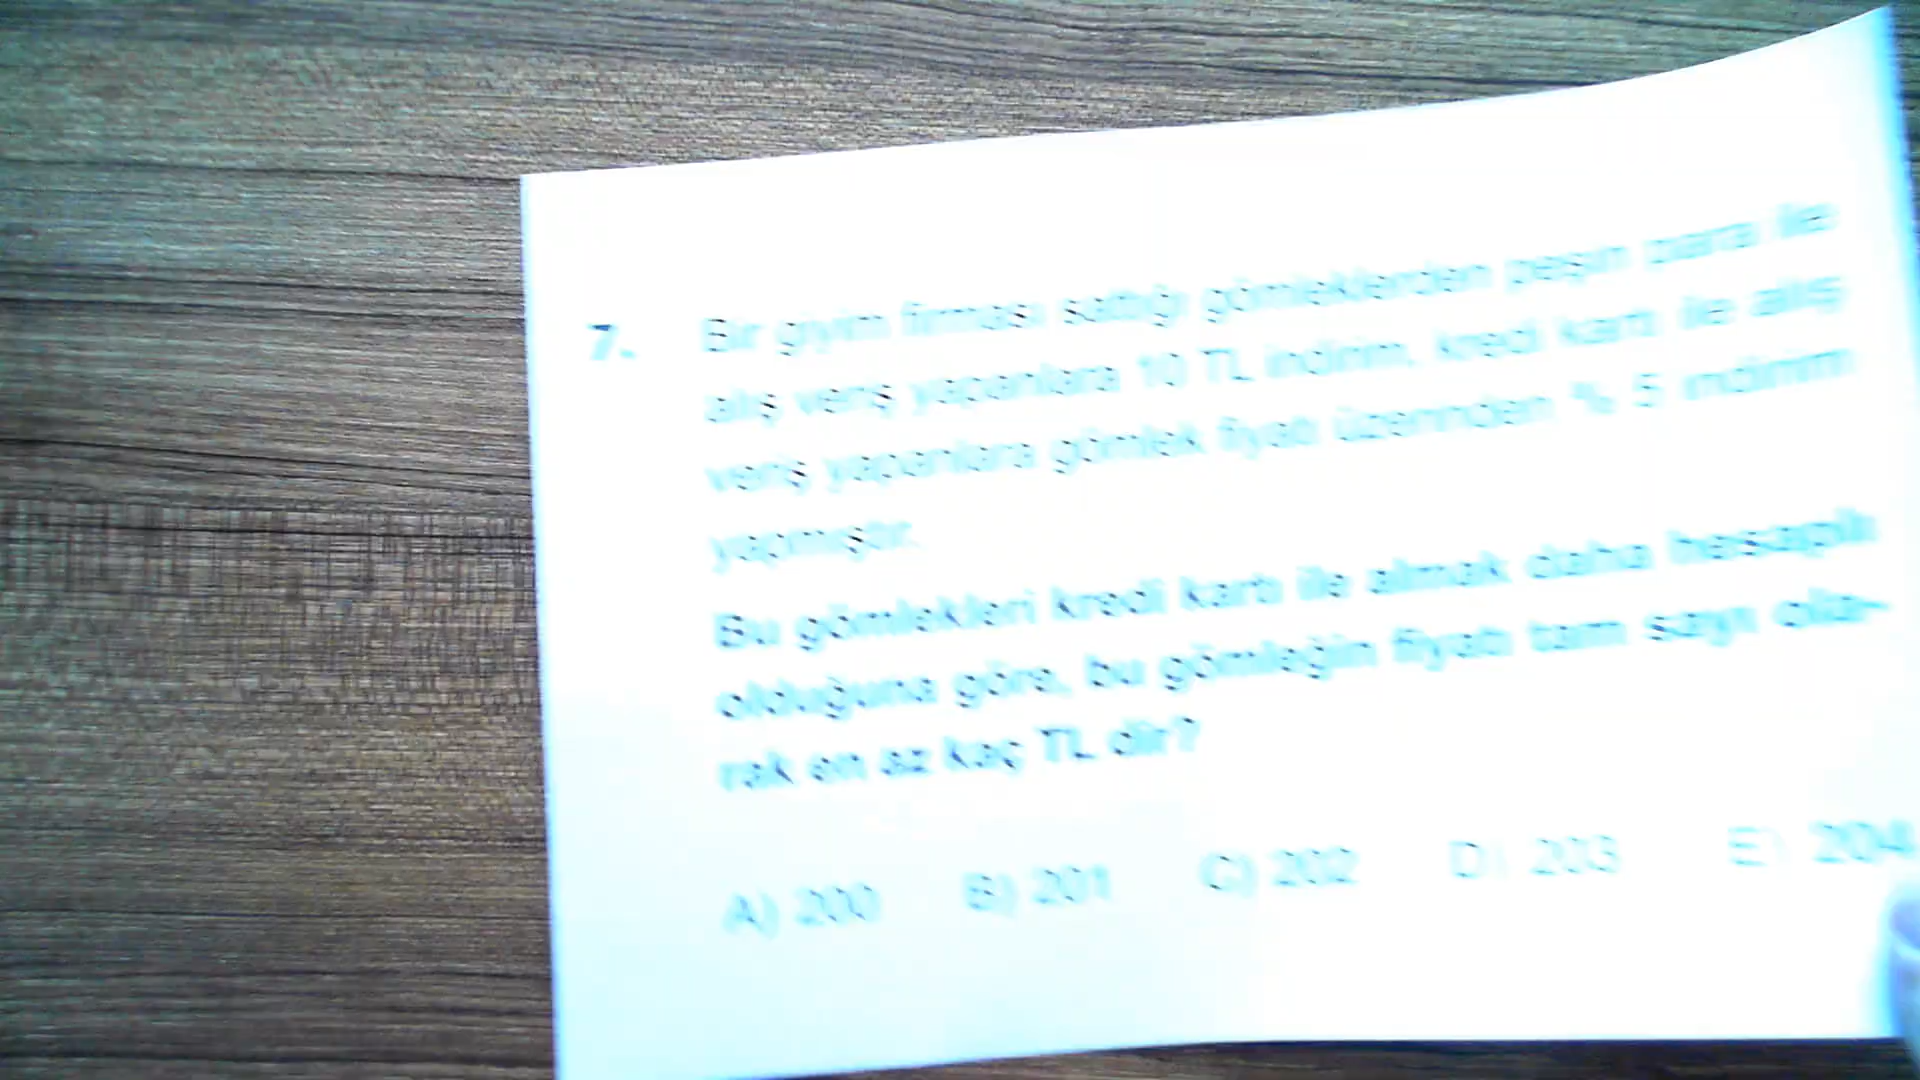 7. Bir giyim firması sattığı gömleklerden peşin para ile
alış veriş yapanlara 10 TL indirim, kredi kartı ile alış
veriş yapanlara gömlek fiyatı üzerinden % 5 indirim
yapmıştır.
Bu gömlekleri kredi kartı ile almak daha hesaplı
olduğuna göre, bu gömleğin fiyatı tam sayı ola-
rak en az kaç TL dir?
A) 200 B) 201 C) 202 D) 203 E) 204